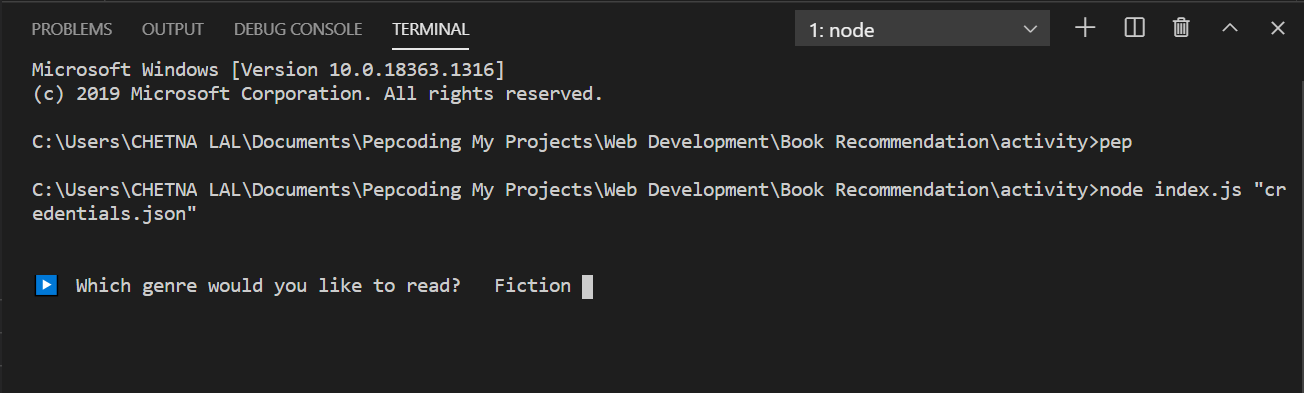 PROBLEMS OUTPUT DEBUG CONSOLE TERMINAL 1: node
Microsoft Windows [Version 10.0.18363.1316]
(c) 2019 Microsoft Corporation. All rights reserved.
C:\Users\CHETNA LAL\Documents\Pepcoding My Projects\Web Development\Book Recommendation\activity>pep
C:\Users\CHETNA LAL\Documents\Pepcoding My Projects\Web Development\Book Recommendation\activity>node index.js "cr
edentials.json"
Which genre would you like to read? Fiction